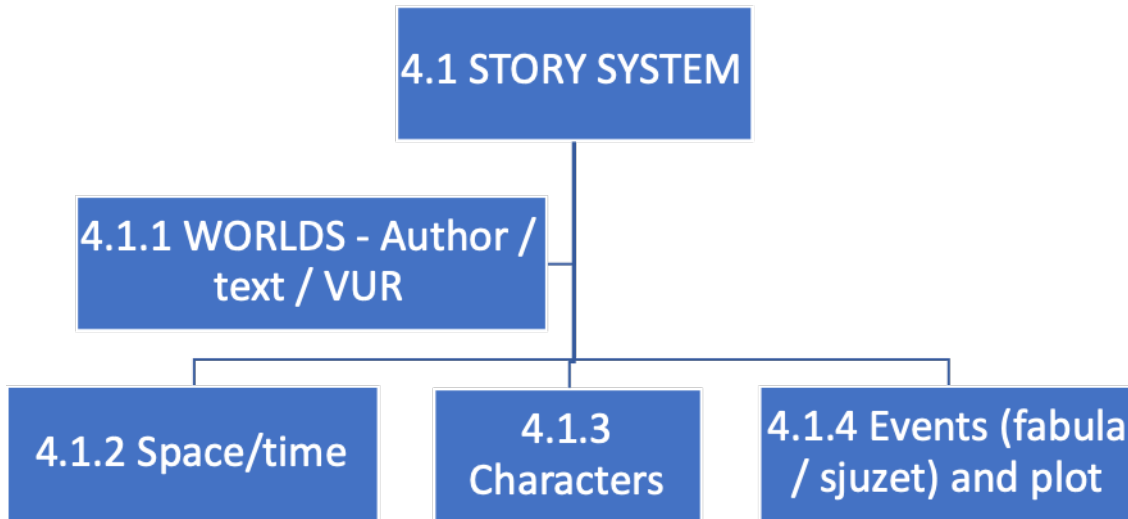 4.1 STORY SYSTEM
4.1.1 WORLDS - Author /
text / VUR
4.1.2 Space/time
4.1.3
Characters
4.1.4 Events (fabula
/ sjuzet) and plot